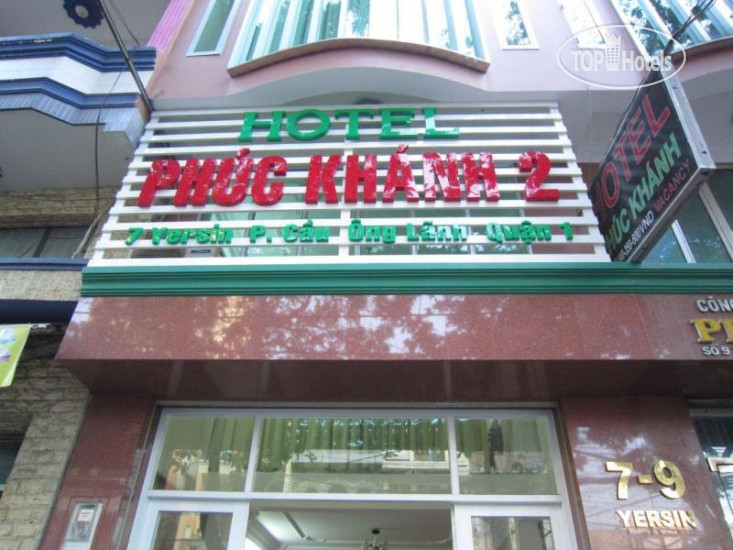 HOTEL
PHÚC KHÁNH 2
7 Yersin P. Cầu Ông Lãnh Quận 1
HOTEL
PHÚC KHÁNH
VACANCY
TOP Hotels
CÔNG
SỐ 9
7-9
YERSIN